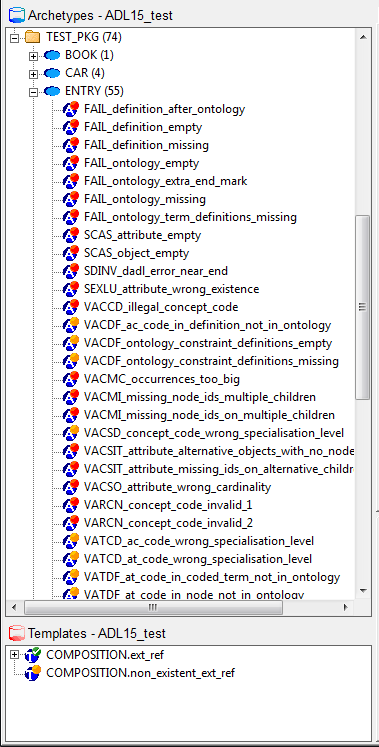 Archetypes - ADL15_test
TEST_PKG (74)
BOOK (1)
CAR (4)
ENTRY (55)
FAIL_definition_after_ontology
FAIL_definition_empty
FAIL_definition_missing
FAIL_ontology_empty
FAIL_ontology_extra_end_mark
FAIL_ontology_missing
FAIL_ontology_term_definitions_missing
SCAS_attribute_empty
SCAS_object_empty
SDINV_dadl_error_near_end
SEXLU_attribute_wrong_existence
VACCD_illegal_concept_code
VACDF_ac_code_in_definition_not_in_ontology
VACDF_ontology_constraint_definitions_empty
VACDF_ontology_constraint_definitions_missing
VACMC_occurrences_too_big
VACMI_missing_node_ids_multiple_children
VACMI_missing_node_ids_on_multiple_children
VACSD_concept_code_wrong_specialisation_level
VACSIT_attribute_alternative_objects_with_no_node
VACSIT_attribute_missing_ids_on_alternative_childr
VACSO_attribute_wrong_cardinality
VARCN_concept_code_invalid_1
VARCN_concept_code_invalid_2
VATCD_ac_code_wrong_specialisation_level
VATCD_at_code_wrong_specialisation_level
VATDF_at_code_in_coded_term_not_in_ontology
VATDF_at_code_in_node_not_in_ontology
Templates - ADL15_test
COMPOSITION.ext_ref
COMPOSITION.non_existent_ext_ref